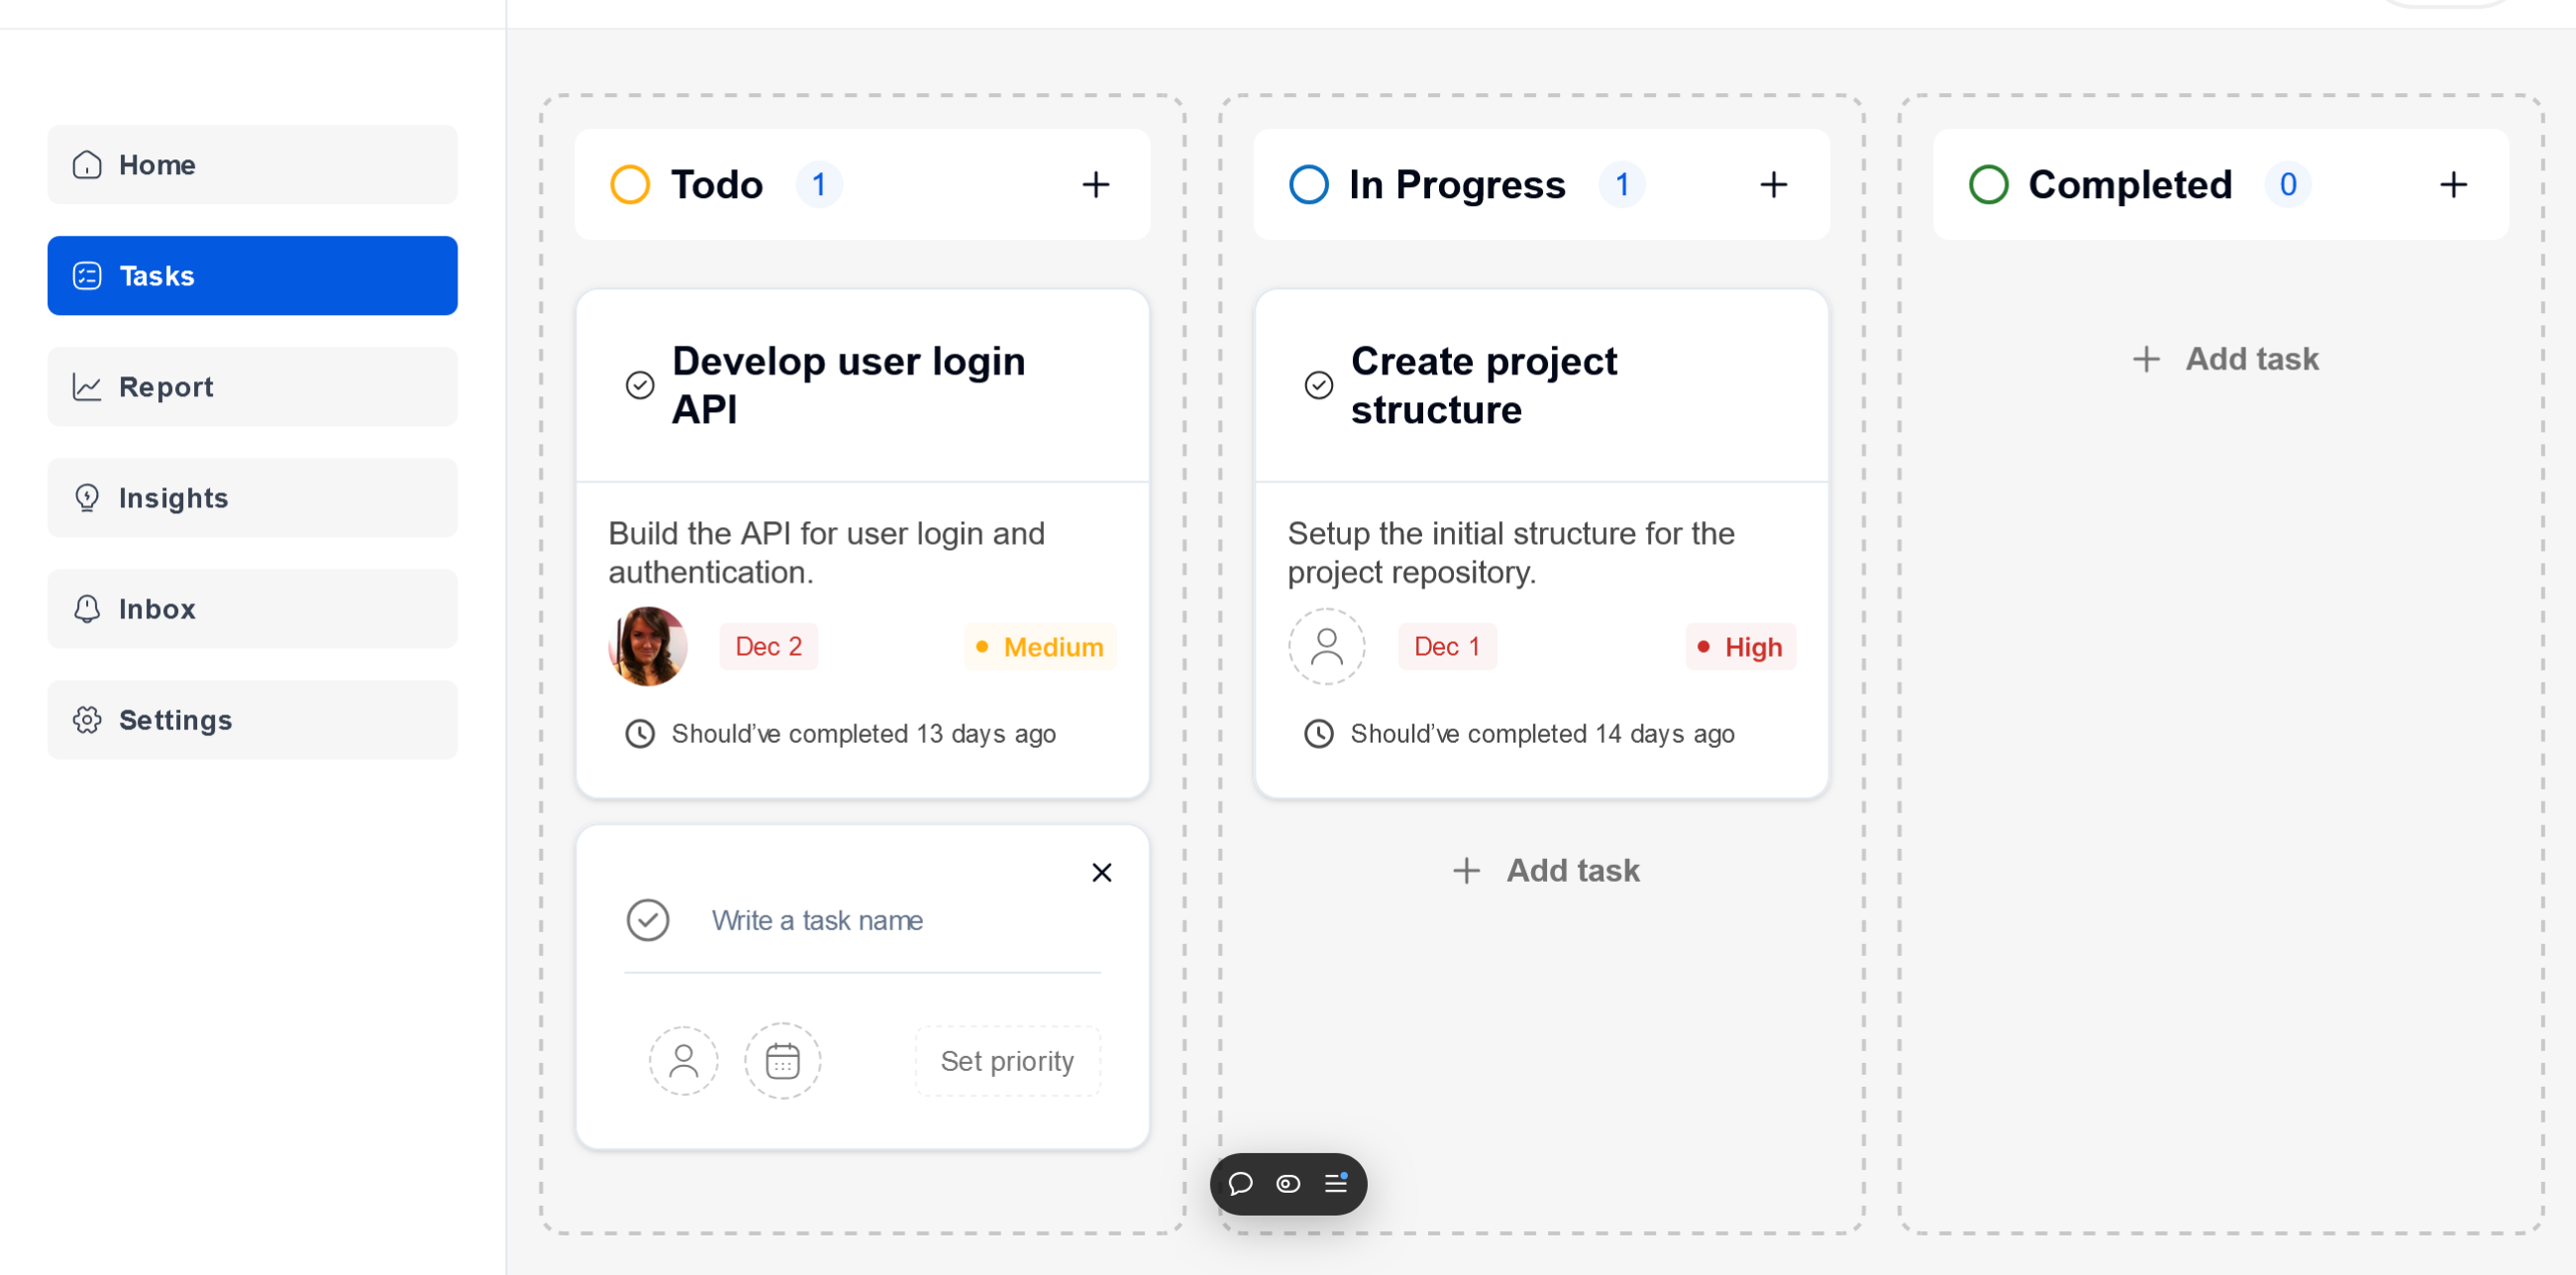 Home
Tasks
Report
Insights
Inbox
Settings
Todo 1
Develop user login
API
Build the API for user login and
authentication.
Dec 2 Medium
Should’ve completed 13 days ago
Write a task name
Set priority
In Progress 1
Create project
structure
Setup the initial structure for the
project repository.
Dec 1 High
Should’ve completed 14 days ago
Add task
Completed 0
Add task